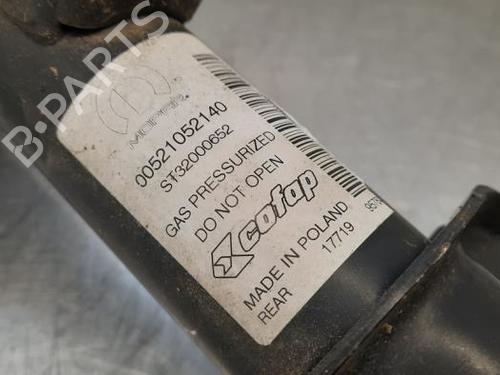 MOPAR
00521052140
ST32000652
GAS PRESSURIZED
DO NOT OPEN
cofap
MADE IN POLAND
REAR 17719
B-PARTS